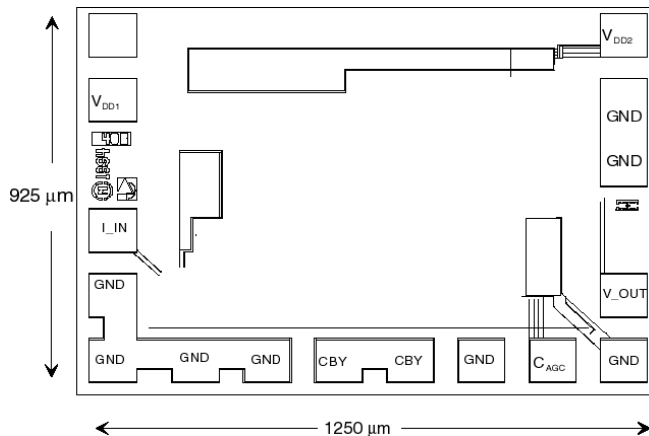 V_DD2
V_DD1
GND
GND
925 μm
I_IN
GND
V_OUT
GND
GND
GND
CBY
CBY
GND
C_AGC
GND
1250 μm